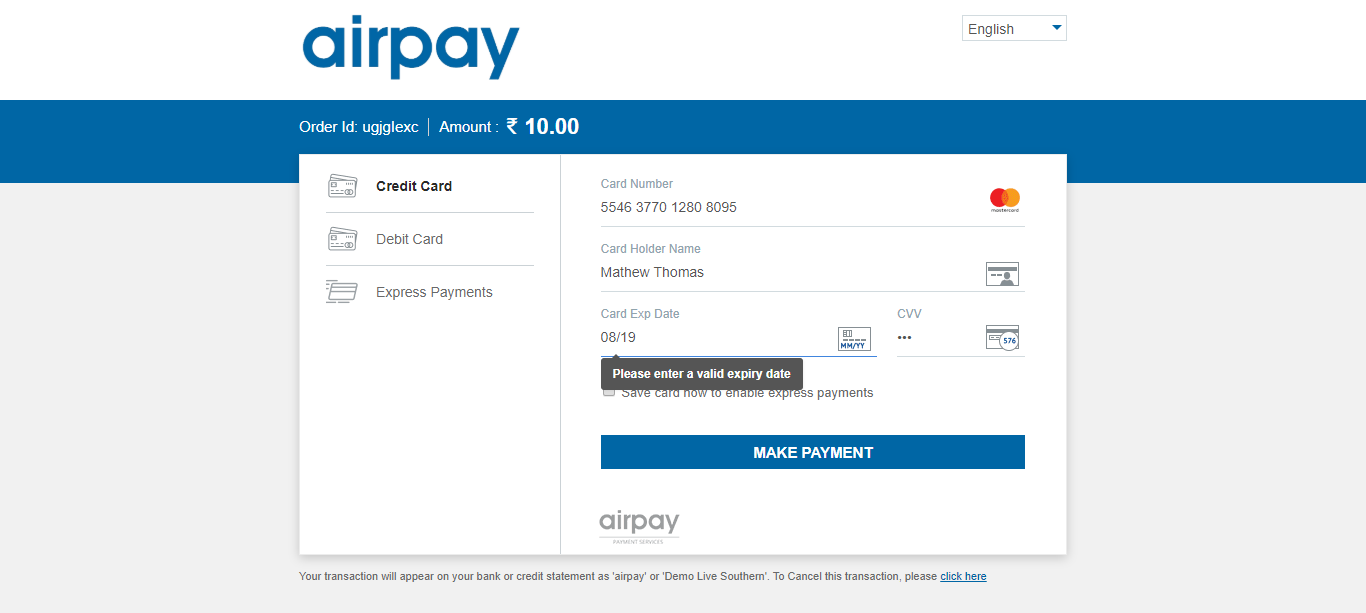 airpay
English
Order Id: ugjglexc | Amount : ₹ 10.00
Credit Card
Debit Card
Express Payments
Card Number
5546 3770 1280 8095
mastercard
Card Holder Name
Mathew Thomas
Card Exp Date
08/19
MM/YY
CVV
•••
576
Please enter a valid expiry date
Save card now to enable express payments
MAKE PAYMENT
airpay
PAYMENT SERVICES
Your transaction will appear on your bank or credit statement as 'airpay' or 'Demo Live Southern'. To Cancel this transaction, please click here